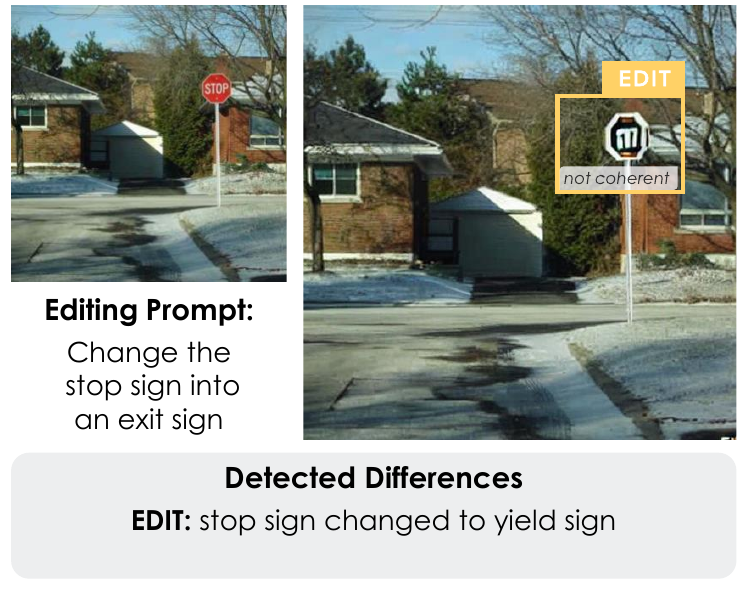 STOP
EDIT
not coherent
Editing Prompt:
Change the
stop sign into
an exit sign
Detected Differences
EDIT: stop sign changed to yield sign